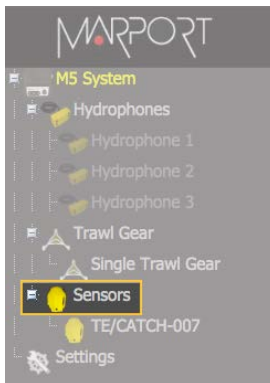 MARPORT
M5 System
Hydrophones
Hydrophone 1
Hydrophone 2
Hydrophone 3
Trawl Gear
Single Trawl Gear
Sensors
TE/CATCH-007
Settings